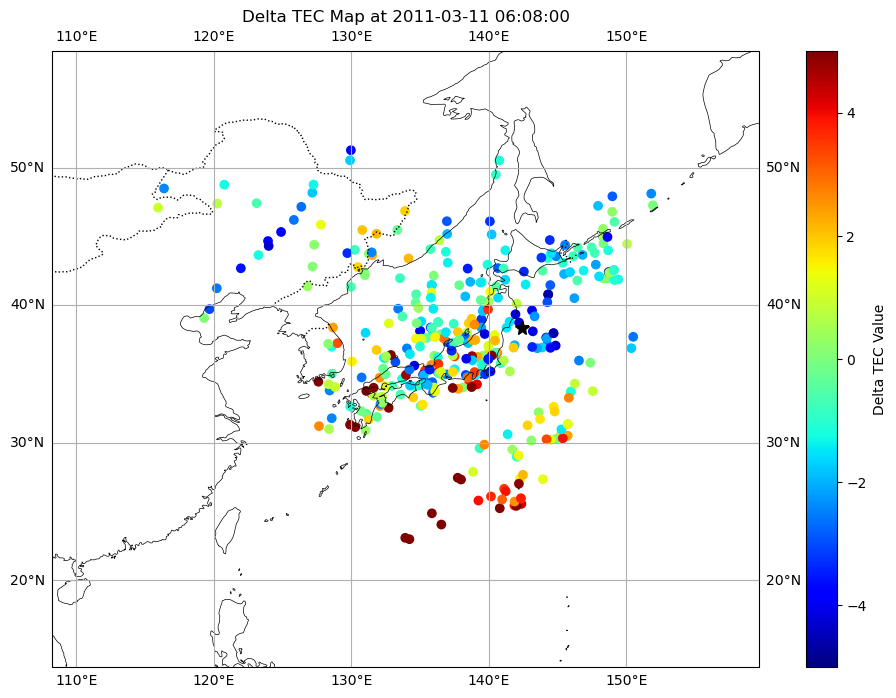 Delta TEC Map at 2011-03-11 06:08:00
110°E 120°E 130°E 140°E 150°E
50°N 50°N
40°N 40°N
30°N 30°N
20°N 20°N
110°E 120°E 130°E 140°E 150°E
4
2
0
−2
−4
Delta TEC Value